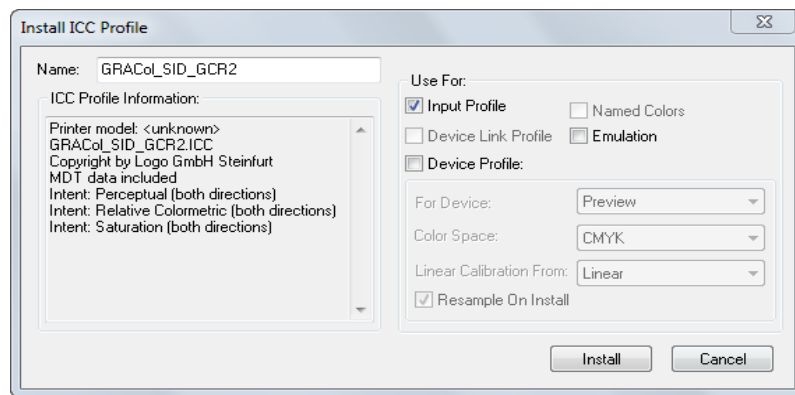 Install ICC Profile
Name: GRACol_SID_GCR2
ICC Profile Information:
Printer model: <unknown>
GRACol_SID_GCR2.ICC
Copyright by Logo GmbH Steinfurt
MDT data included
Intent: Perceptual (both directions)
Intent: Relative Colormetric (both directions)
Intent: Saturation (both directions)
Use For:
Input Profile
Named Colors
Device Link Profile
Emulation
Device Profile:
For Device: Preview
Color Space: CMYK
Linear Calibration From: Linear
Resample On Install
Install
Cancel